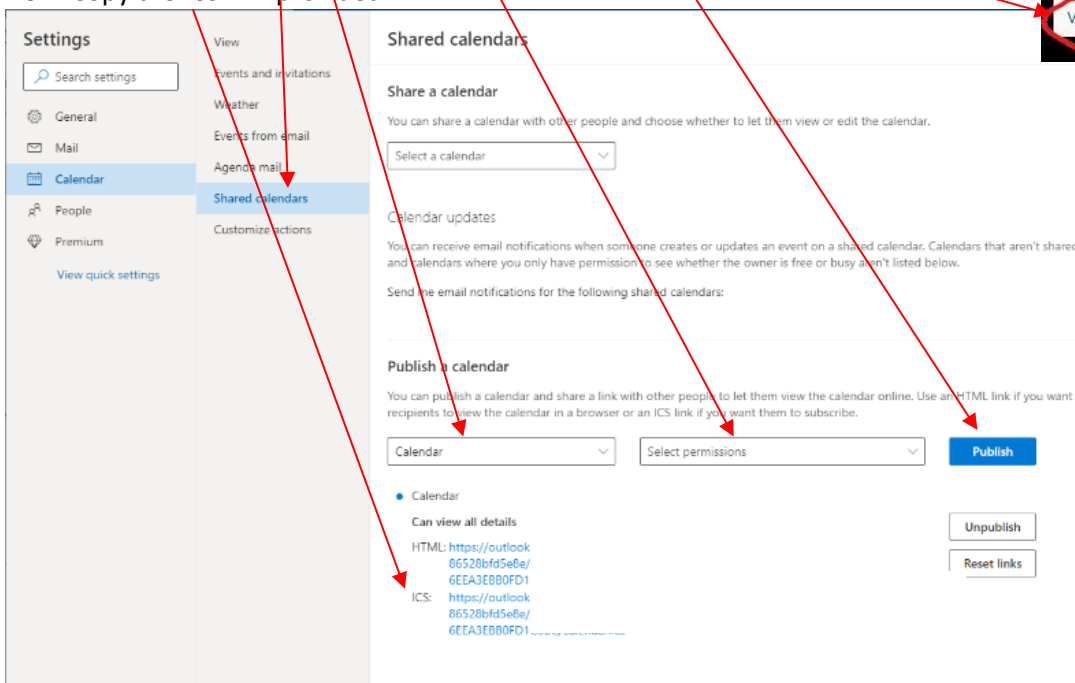 Settings
Search settings
General
Mail
Calendar
People
Premium
View quick settings
View
Events and invitations
Weather
Events from email
Agenda mail
Shared calendars
Customize actions
Shared calendars
Share a calendar
You can share a calendar with other people and choose whether to let them view or edit the calendar.
Select a calendar
Calendar updates
You can receive email notifications when someone creates or updates an event on a shared calendar. Calendars that aren't shared
and calendars where you only have permission to see whether the owner is free or busy aren't listed below.
Send me email notifications for the following shared calendars:
Publish a calendar
You can publish a calendar and share a link with other people to let them view the calendar online. Use an HTML link if you want
recipients to view the calendar in a browser or an ICS link if you want them to subscribe.
Calendar
Select permissions
Publish
Calendar
Can view all details
Unpublish
HTML: https://outlook
86528bfd5e8e/
6EEA3EBB0FD1
Reset links
ICS: https://outlook
86528bfd5e8e/
6EEA3EBB0FD1